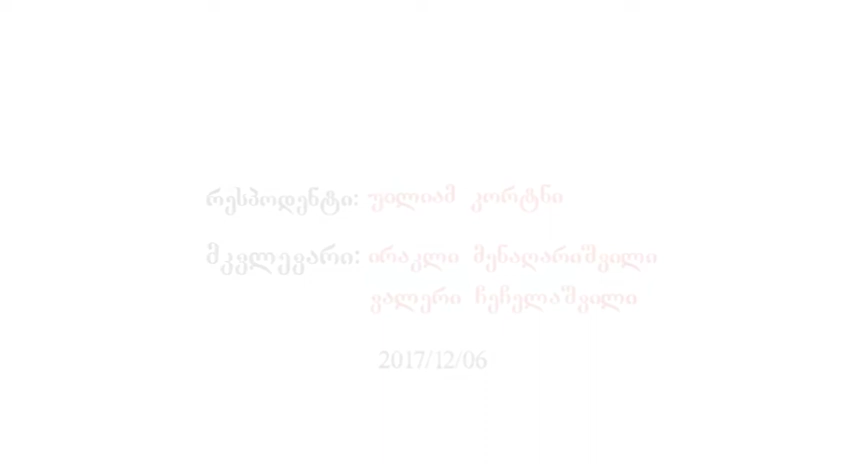 რესპოდენტი: უილიამ კორტნი
მკვლევარი: ირაკლი მენაღარიშვილი
ვალერი ჩეჩელაშვილი
2017/12/06